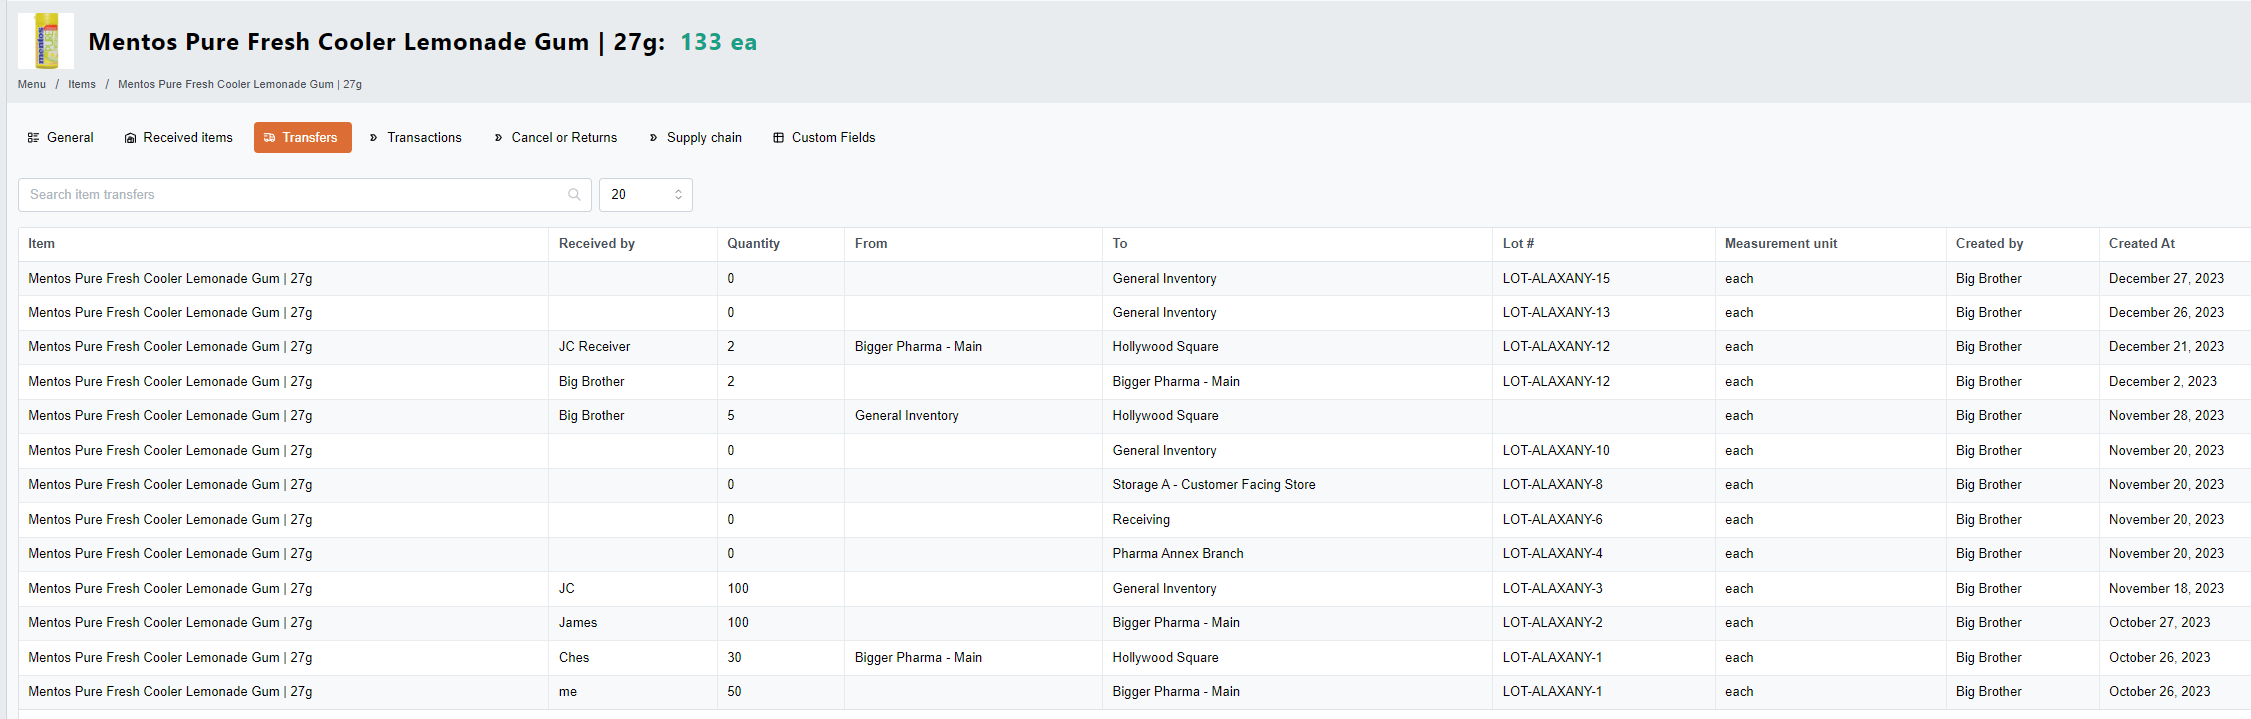 Mentos Pure Fresh Cooler Lemonade Gum | 27g: 133 ea
Menu / Items / Mentos Pure Fresh Cooler Lemonade Gum | 27g
General Received items Transfers Transactions Cancel or Returns Supply chain Custom Fields
Search item transfers 20
Item Received by Quantity From To Lot # Measurement unit Created by Created At
Mentos Pure Fresh Cooler Lemonade Gum | 27g 0 General Inventory LOT-ALAXANY-15 each Big Brother December 27, 2023
Mentos Pure Fresh Cooler Lemonade Gum | 27g 0 General Inventory LOT-ALAXANY-13 each Big Brother December 26, 2023
Mentos Pure Fresh Cooler Lemonade Gum | 27g JC Receiver 2 Bigger Pharma - Main Hollywood Square LOT-ALAXANY-12 each Big Brother December 21, 2023
Mentos Pure Fresh Cooler Lemonade Gum | 27g Big Brother 2 Bigger Pharma - Main LOT-ALAXANY-12 each Big Brother December 2, 2023
Mentos Pure Fresh Cooler Lemonade Gum | 27g Big Brother 5 General Inventory Hollywood Square each Big Brother November 28, 2023
Mentos Pure Fresh Cooler Lemonade Gum | 27g 0 General Inventory LOT-ALAXANY-10 each Big Brother November 20, 2023
Mentos Pure Fresh Cooler Lemonade Gum | 27g 0 Storage A - Customer Facing Store LOT-ALAXANY-8 each Big Brother November 20, 2023
Mentos Pure Fresh Cooler Lemonade Gum | 27g 0 Receiving LOT-ALAXANY-6 each Big Brother November 20, 2023
Mentos Pure Fresh Cooler Lemonade Gum | 27g 0 Pharma Annex Branch LOT-ALAXANY-4 each Big Brother November 20, 2023
Mentos Pure Fresh Cooler Lemonade Gum | 27g JC 100 General Inventory LOT-ALAXANY-3 each Big Brother November 18, 2023
Mentos Pure Fresh Cooler Lemonade Gum | 27g James 100 Bigger Pharma - Main LOT-ALAXANY-2 each Big Brother October 27, 2023
Mentos Pure Fresh Cooler Lemonade Gum | 27g Ches 30 Bigger Pharma - Main Hollywood Square LOT-ALAXANY-1 each Big Brother October 26, 2023
Mentos Pure Fresh Cooler Lemonade Gum | 27g me 50 Bigger Pharma - Main LOT-ALAXANY-1 each Big Brother October 26, 2023
mentos